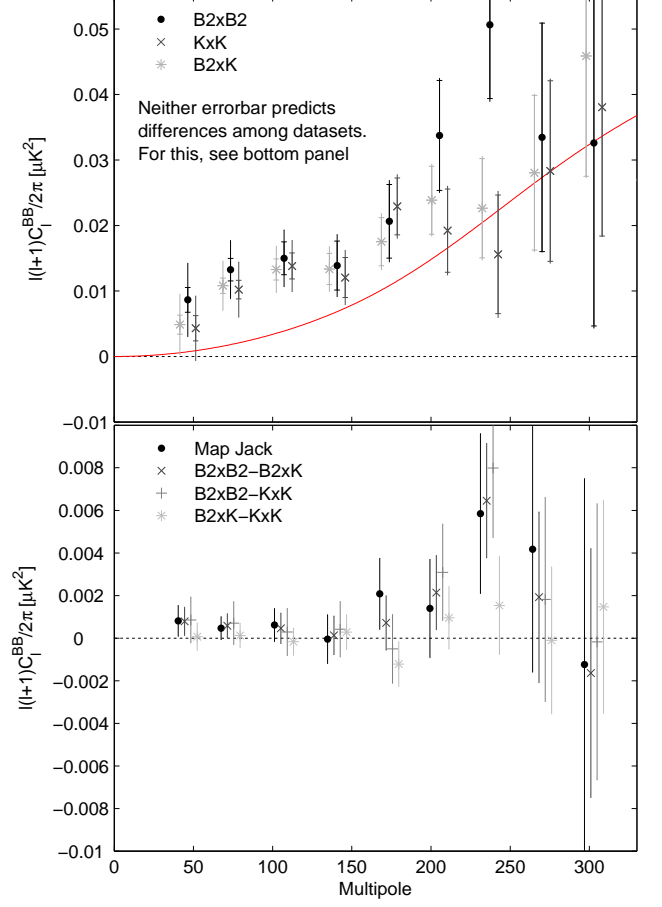 B2xB2
KxK
B2xK
Neither errorbar predicts
differences among datasets.
For this, see bottom panel
l(l+1)C_l^BB/2π [μK²]
0.05
0.04
0.03
0.02
0.01
0
−0.01
Map Jack
B2xB2−B2xK
B2xB2−KxK
B2xK−KxK
l(l+1)C_l^BB/2π [μK²]
0.008
0.006
0.004
0.002
0
−0.002
−0.004
−0.006
−0.008
−0.01
0 50 100 150 200 250 300
Multipole